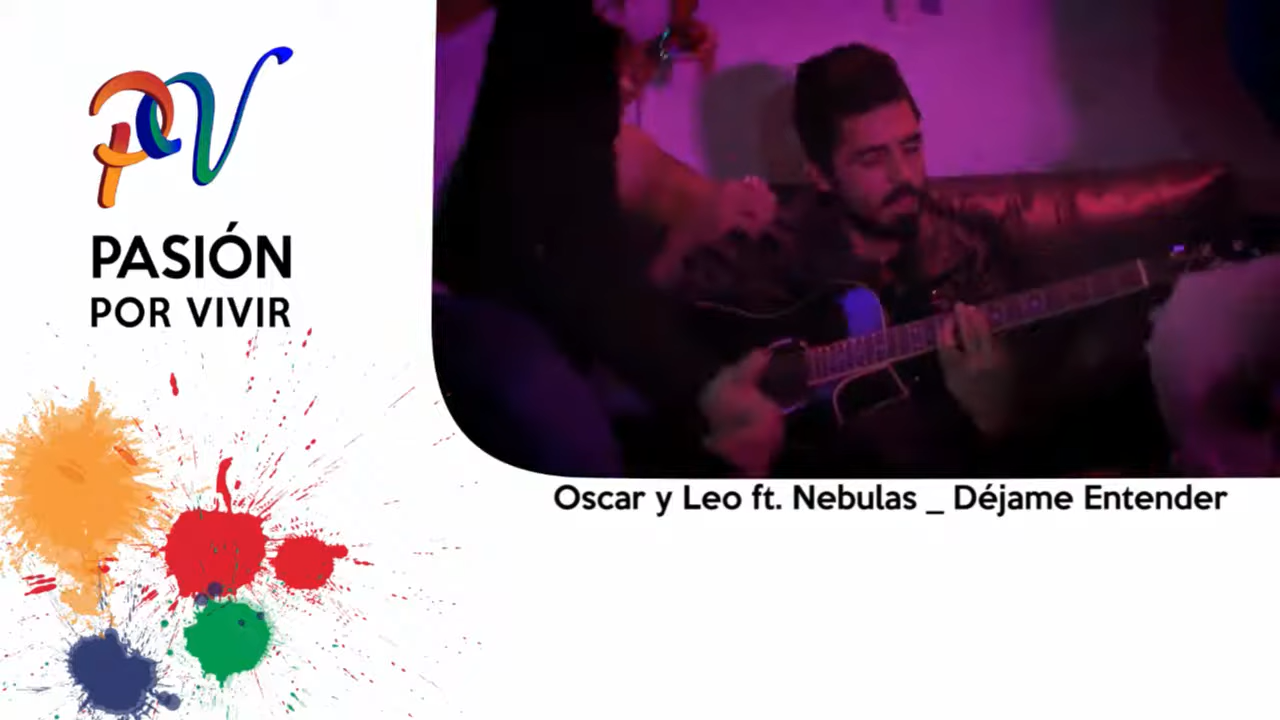 PV
PASIÓN
POR VIVIR
Oscar y Leo ft. Nebulas _ Déjame Entender